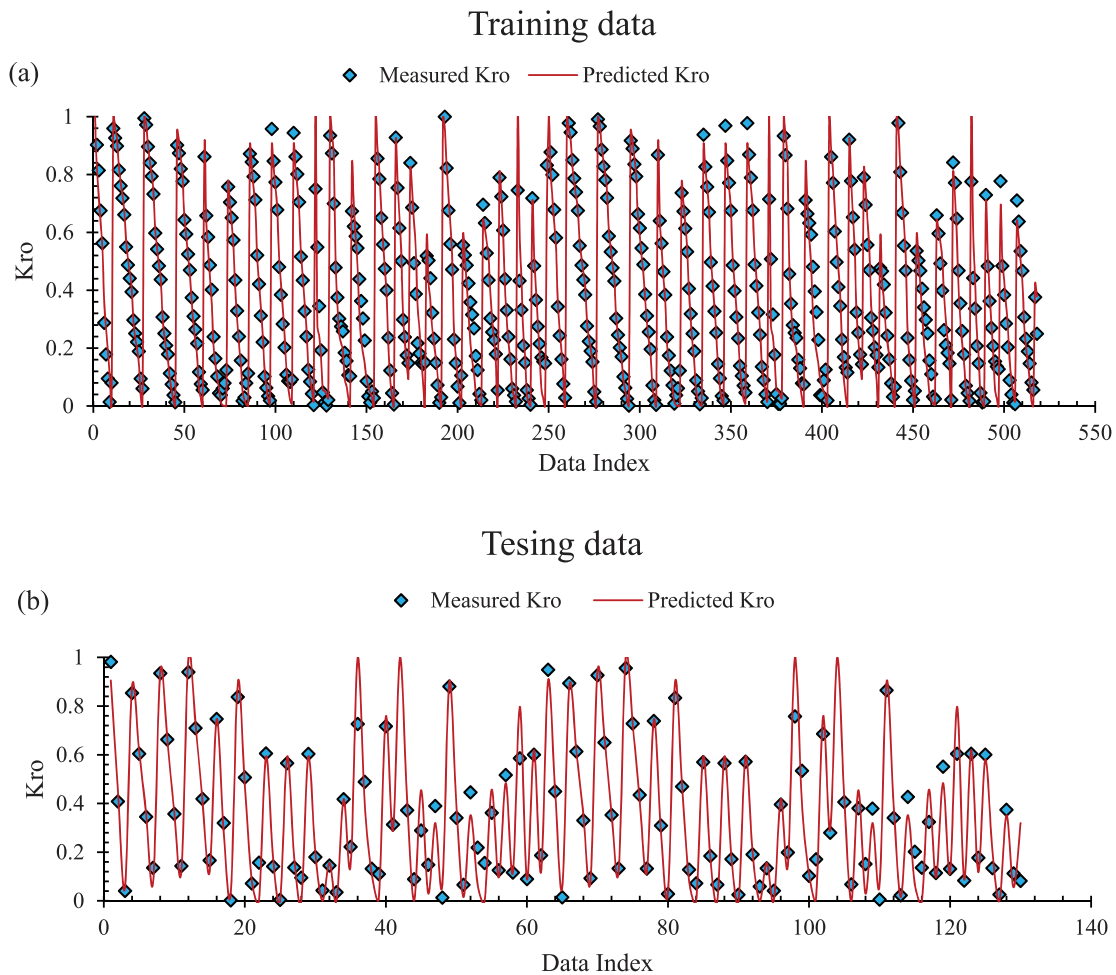 Training data
(a)
Measured Kro Predicted Kro
1
0.8
0.6
0.4
0.2
0
Kro
0 50 100 150 200 250 300 350 400 450 500 550
Data Index
Tesing data
(b)
Measured Kro Predicted Kro
1
0.8
0.6
0.4
0.2
0
Kro
0 20 40 60 80 100 120 140
Data Index